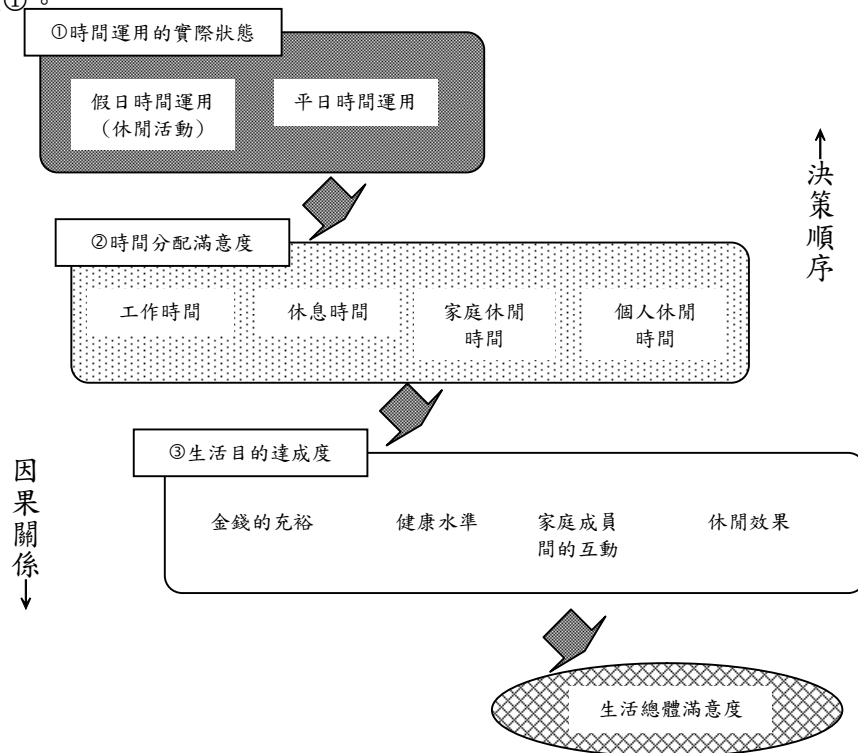 ①。
①時間運用的實際狀態
假日時間運用
（休閒活動）
平日時間運用
←決策順序
②時間分配滿意度
工作時間
休息時間
家庭休閒
時間
個人休閒
時間
③生活目的達成度
因果關係→
金錢的充裕
健康水準
家庭成員
間的互動
休閒效果
生活總體滿意度